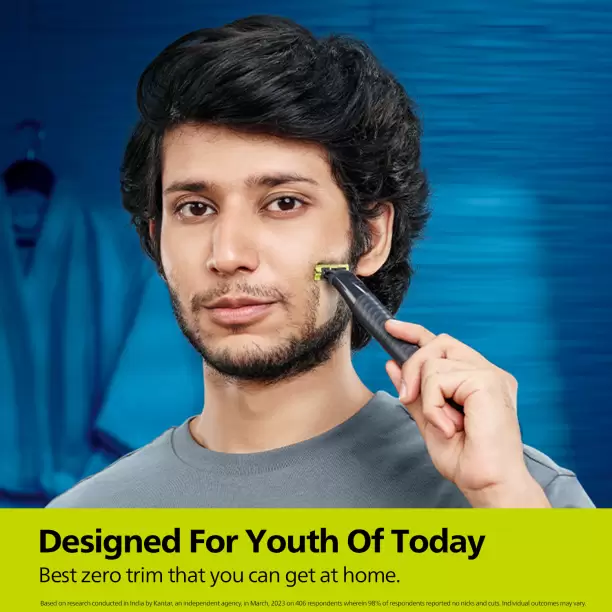 Designed For Youth Of Today
Best zero trim that you can get at home.
Based on research conducted in India by Kantar, an independent agency, in March, 2023 on 406 respondents wherein 98% of respondents reported no nicks and cuts. Individual outcomes may vary.